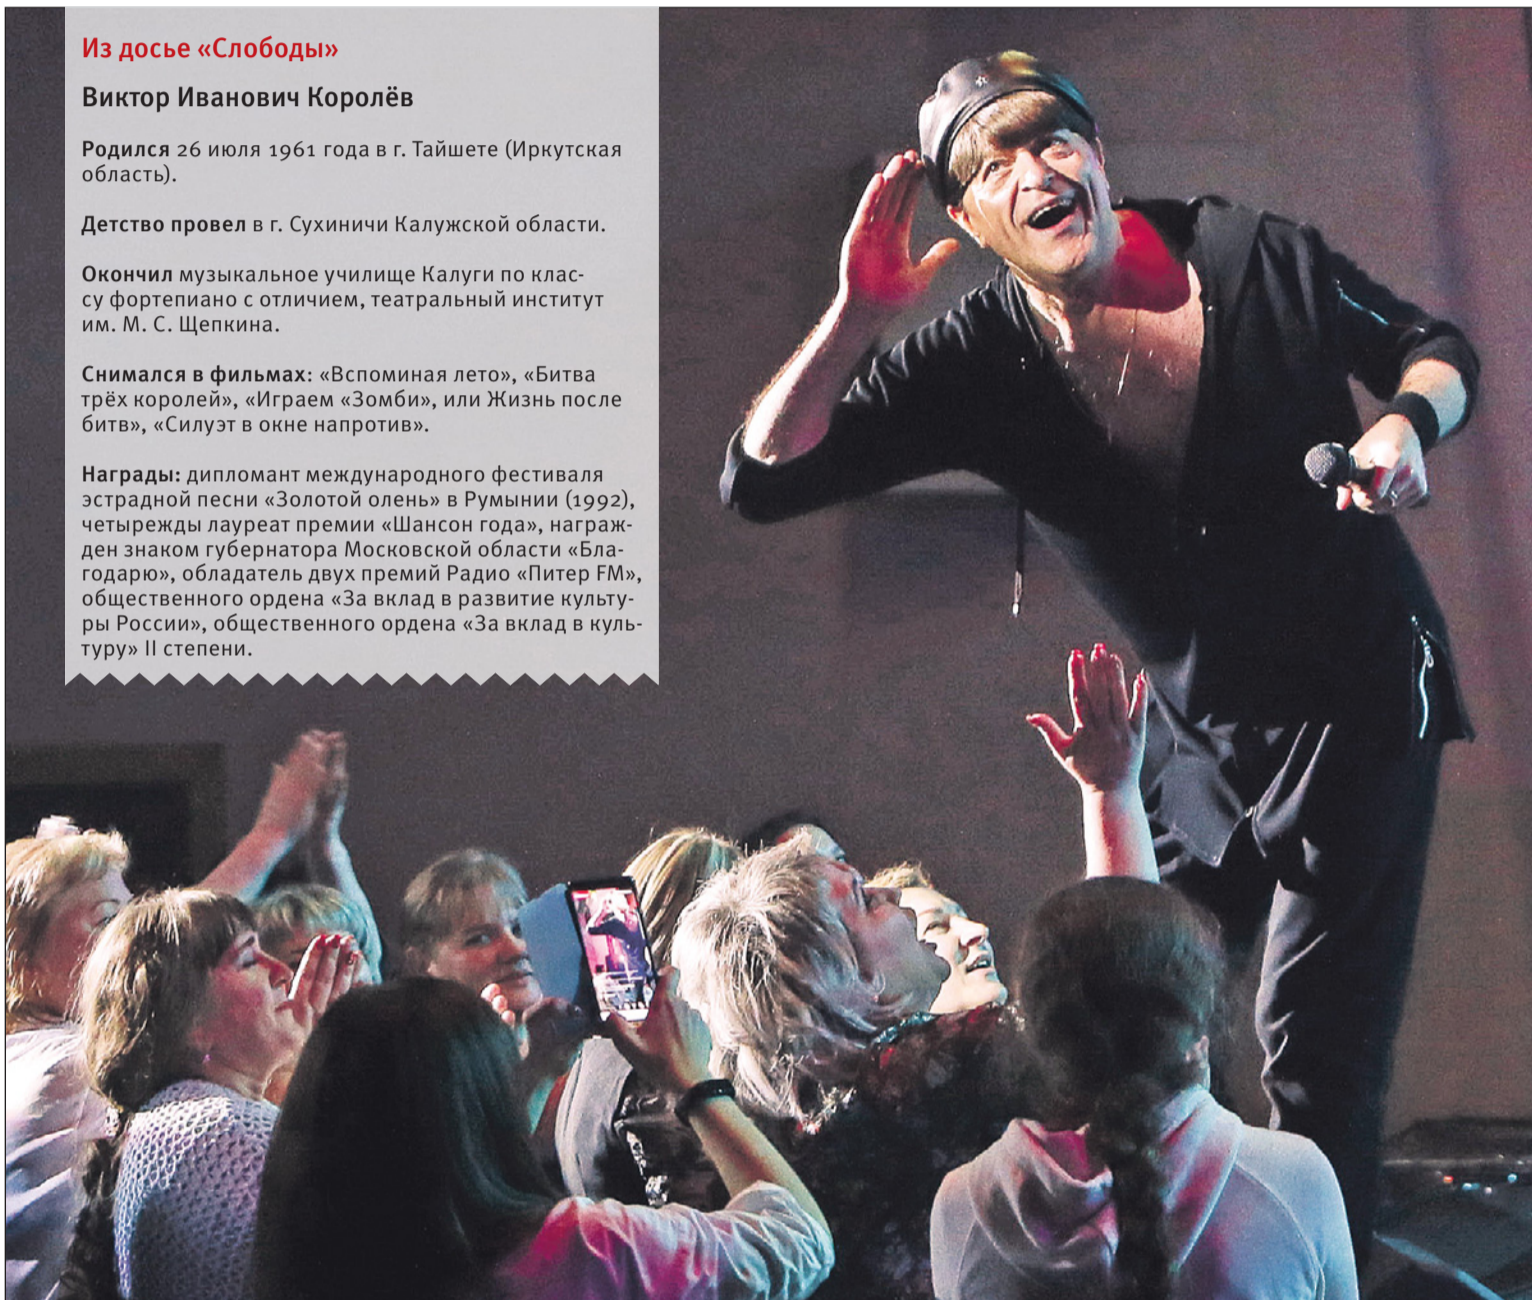 Из досье «Слободы»
Виктор Иванович Королёв
Родился 26 июля 1961 года в г. Тайшете (Иркутская
область).
Детство провел в г. Сухиничи Калужской области.
Окончил музыкальное училище Калуги по клас-
су фортепиано с отличием, театральный институт
им. М. С. Щепкина.
Снимался в фильмах: «Вспоминая лето», «Битва
трёх королей», «Играем «Зомби», или Жизнь после
битв», «Силуэт в окне напротив».
Награды: дипломант международного фестиваля
эстрадной песни «Золотой олень» в Румынии (1992),
четырежды лауреат премии «Шансон года», награж-
ден знаком губернатора Московской области «Бла-
годарю», обладатель двух премий Радио «Питер FM»,
общественного ордена «За вклад в развитие культу-
ры России», общественного ордена «За вклад в куль-
туру» II степени.